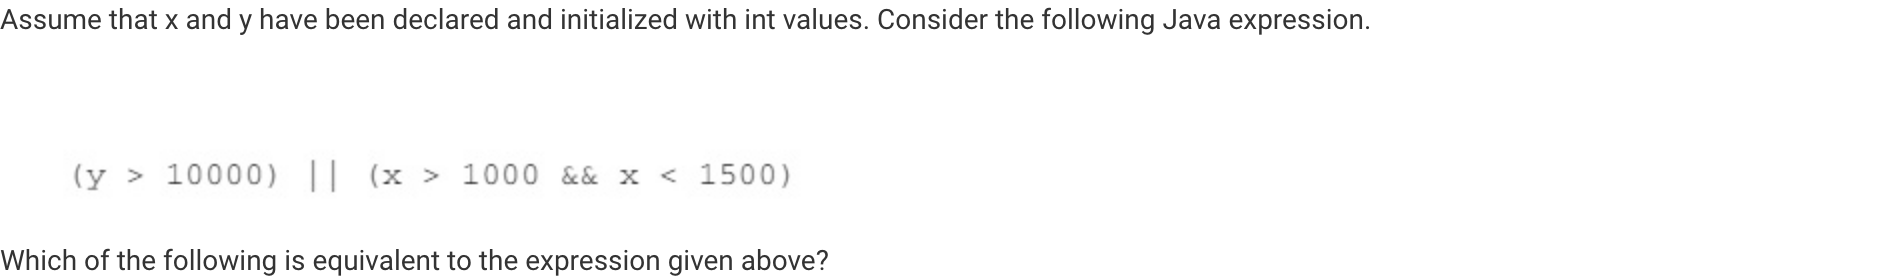 Assume that x and y have been declared and initialized with int values. Consider the following Java expression.
(y > 10000) || (x > 1000 && x < 1500)
Which of the following is equivalent to the expression given above?